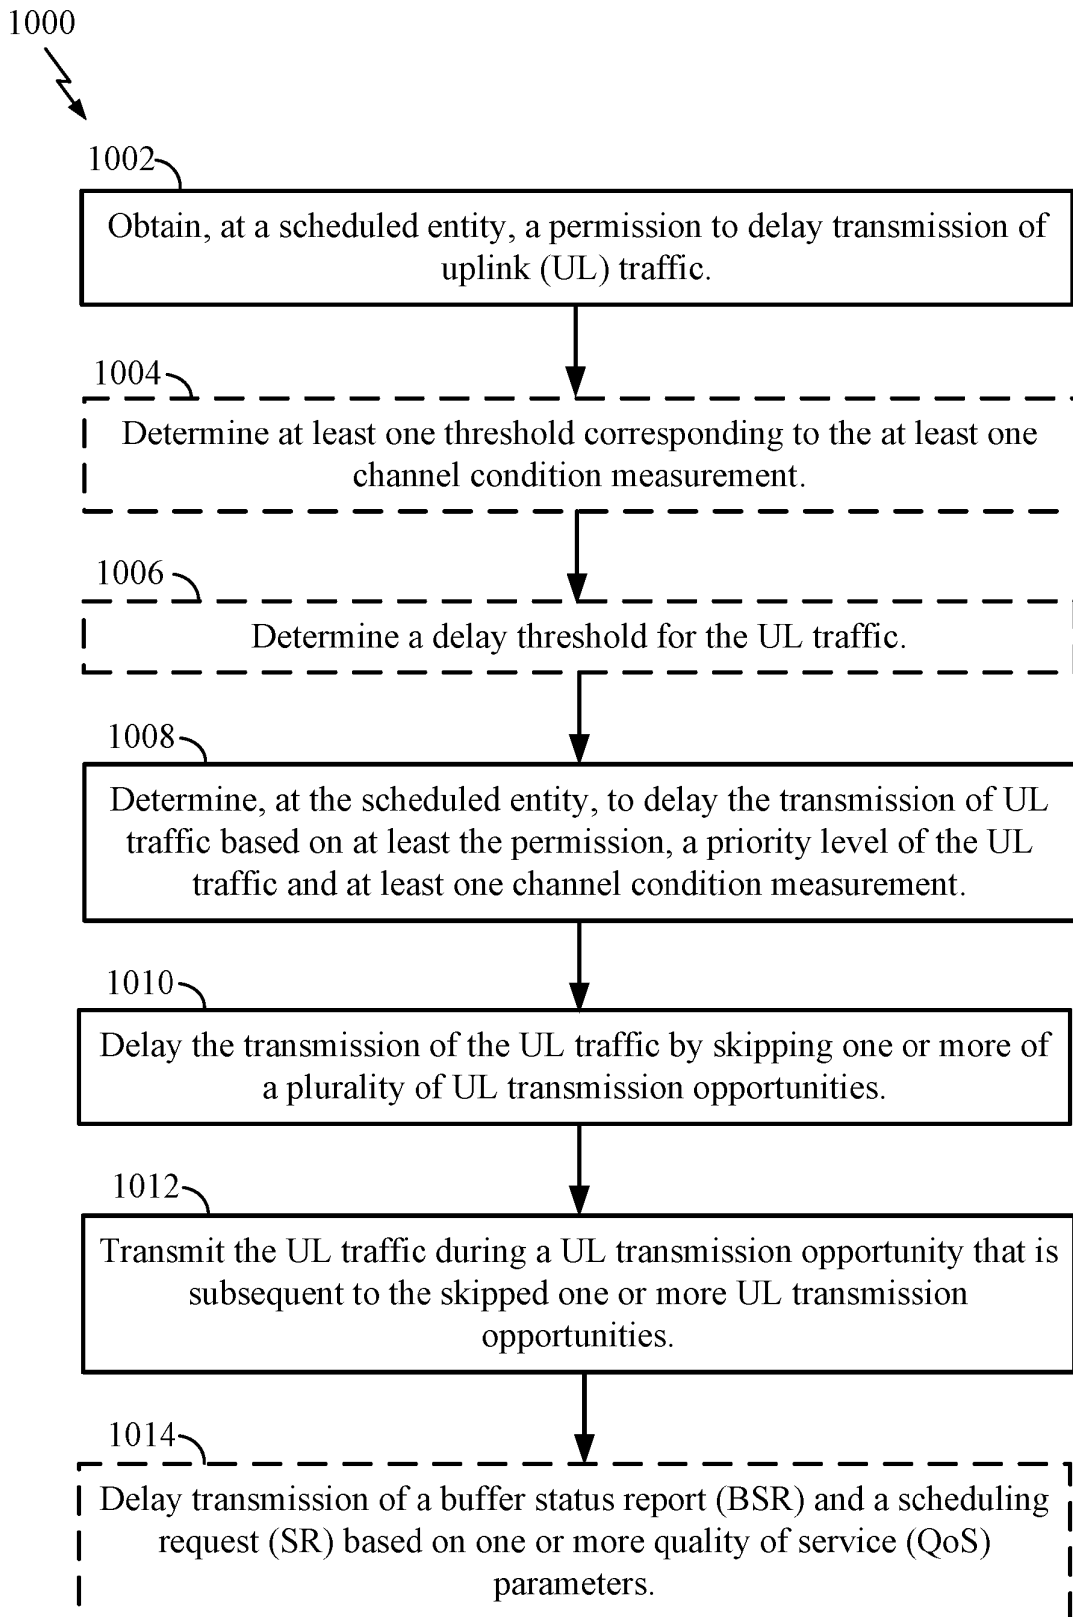 1000
1002
Obtain, at a scheduled entity, a permission to delay transmission of
uplink (UL) traffic.
1004
Determine at least one threshold corresponding to the at least one
channel condition measurement.
1006
Determine a delay threshold for the UL traffic.
1008
Determine, at the scheduled entity, to delay the transmission of UL
traffic based on at least the permission, a priority level of the UL
traffic and at least one channel condition measurement.
1010
Delay the transmission of the UL traffic by skipping one or more of
a plurality of UL transmission opportunities.
1012
Transmit the UL traffic during a UL transmission opportunity that is
subsequent to the skipped one or more UL transmission
opportunities.
1014
Delay transmission of a buffer status report (BSR) and a scheduling
request (SR) based on one or more quality of service (QoS)
parameters.